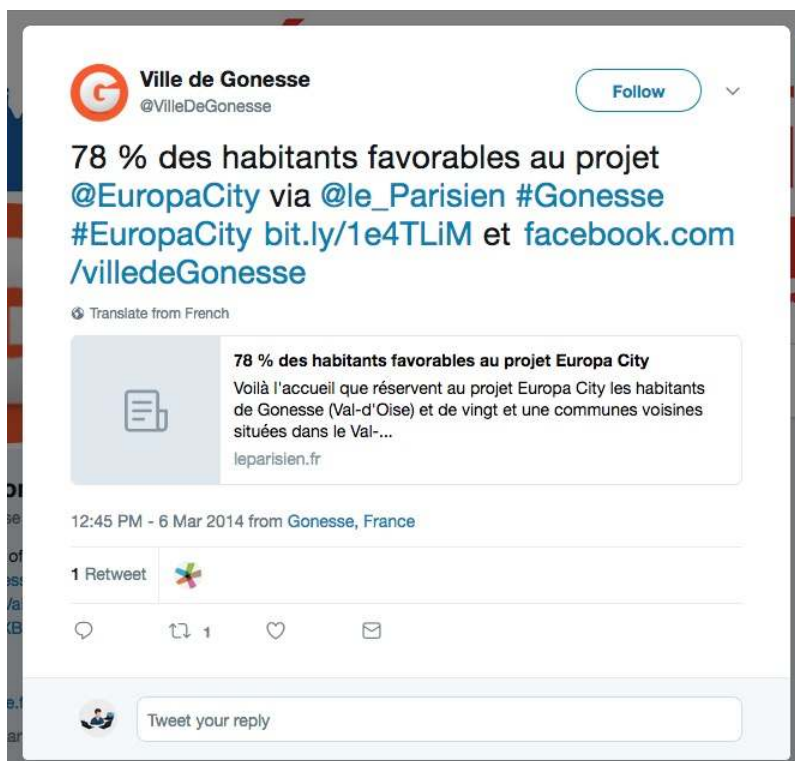 Ville de Gonesse
@VilleDeGonesse
Follow
78 % des habitants favorables au projet
@EuropaCity via @le_Parisien #Gonesse
#EuropaCity bit.ly/1e4TLiM et facebook.com
/villedeGonesse
Translate from French
78 % des habitants favorables au projet Europa City
Voilà l'accueil que réservent au projet Europa City les habitants
de Gonesse (Val-d'Oise) et de vingt et une communes voisines
situées dans le Val-...
leparisien.fr
12:45 PM - 6 Mar 2014 from Gonesse, France
1 Retweet
1
Tweet your reply